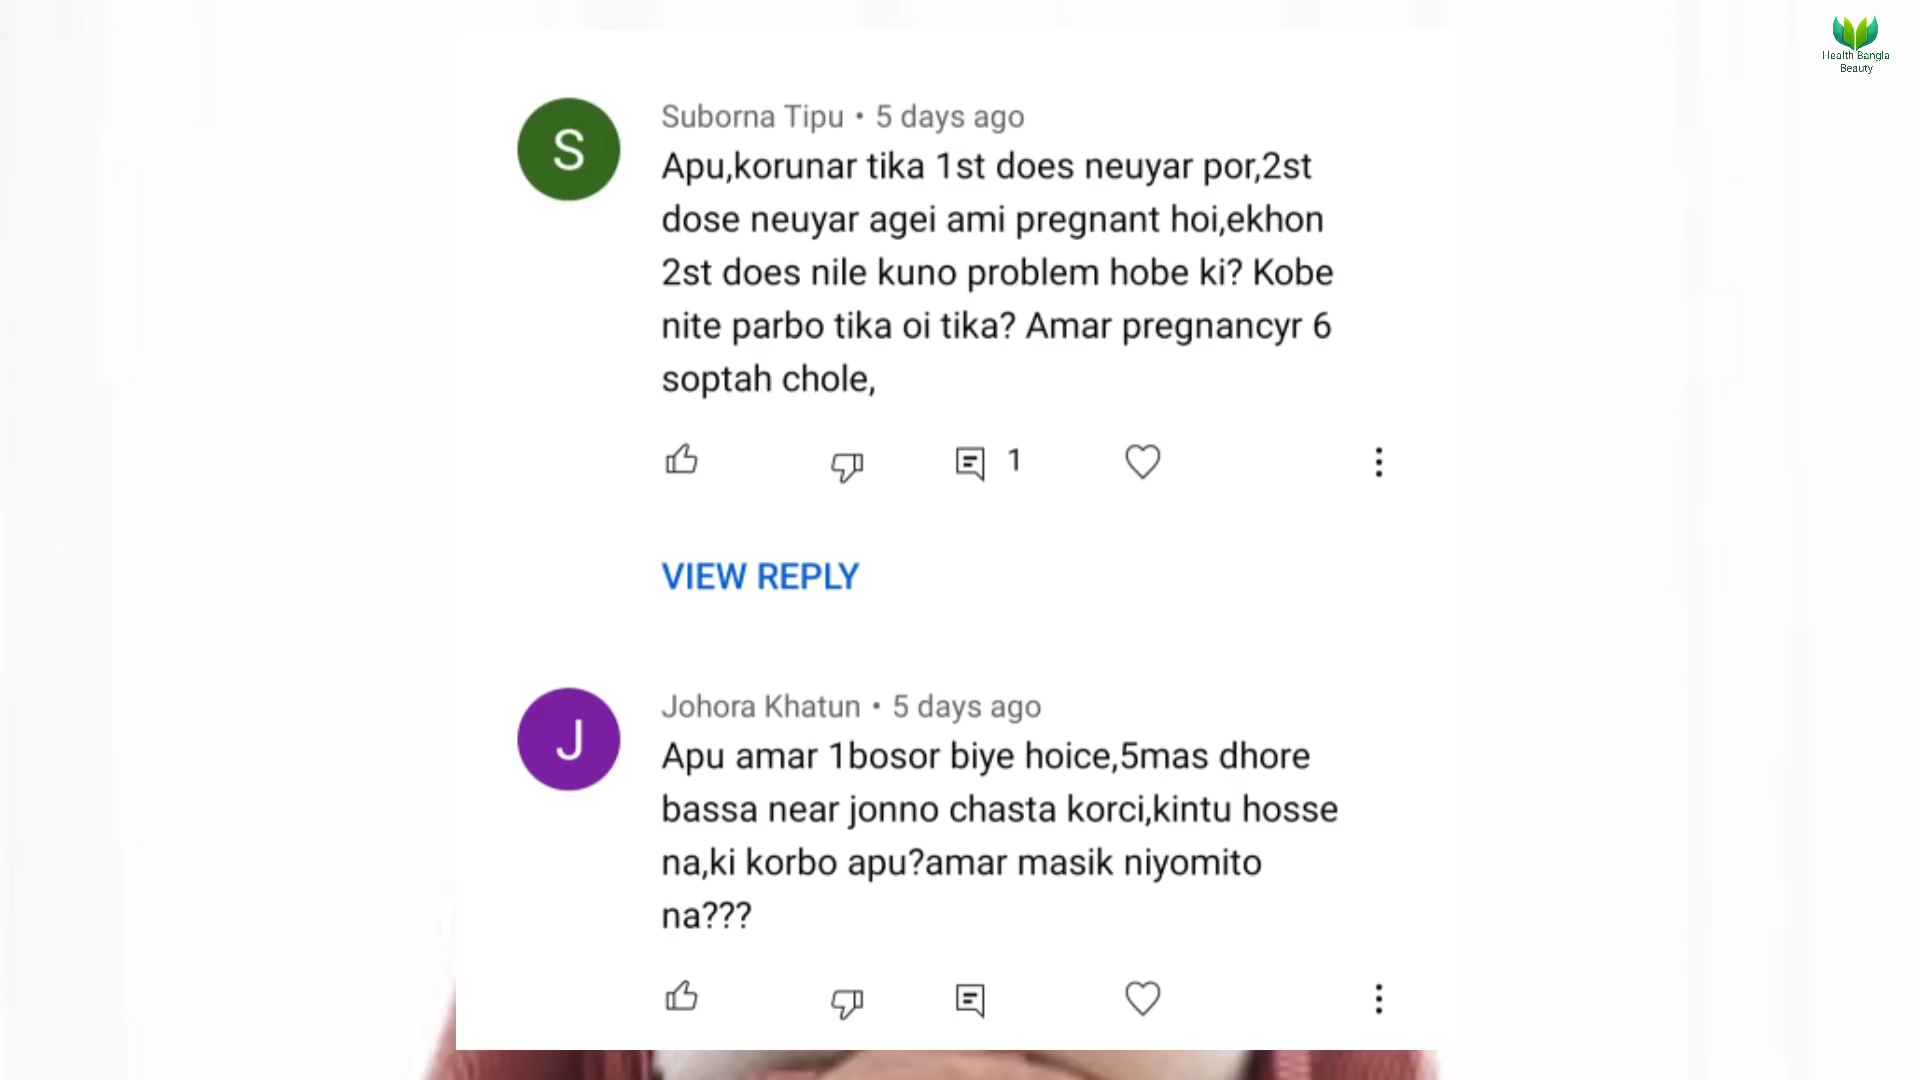 Health Bangla
Beauty
S
Suborna Tipu • 5 days ago
Apu,korunar tika 1st does neuyar por,2st
dose neuyar agei ami pregnant hoi,ekhon
2st does nile kuno problem hobe ki? Kobe
nite parbo tika oi tika? Amar pregnancyr 6
soptah chole,
1
VIEW REPLY
J
Johora Khatun • 5 days ago
Apu amar 1bosor biye hoice,5mas dhore
bassa near jonno chasta korci,kintu hosse
na,ki korbo apu?amar masik niyomito
na???